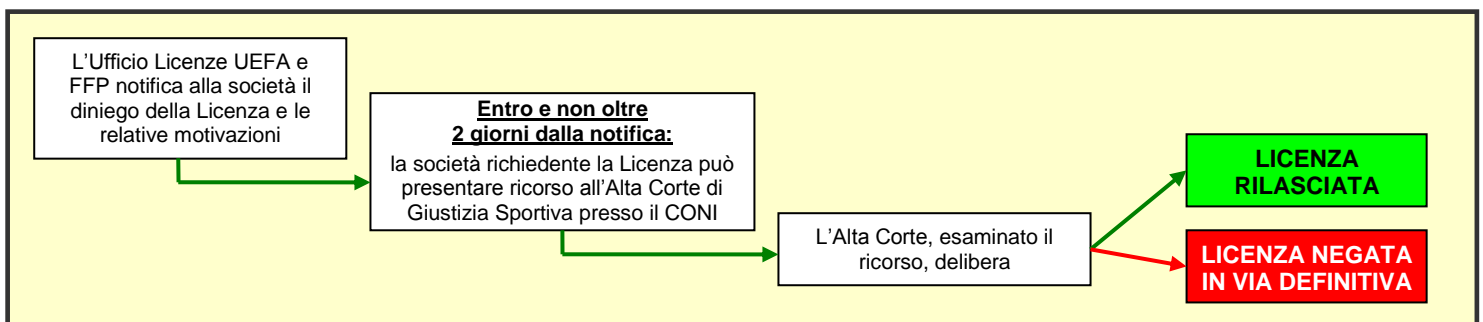 L'Ufficio Licenze UEFA e
FFP notifica alla società il
diniego della Licenza e le
relative motivazioni
Entro e non oltre
2 giorni dalla notifica:
la società richiedente la Licenza può
presentare ricorso all'Alta Corte di
Giustizia Sportiva presso il CONI
L'Alta Corte, esaminato il
ricorso, delibera
LICENZA
RILASCIATA
LICENZA NEGATA
IN VIA DEFINITIVA